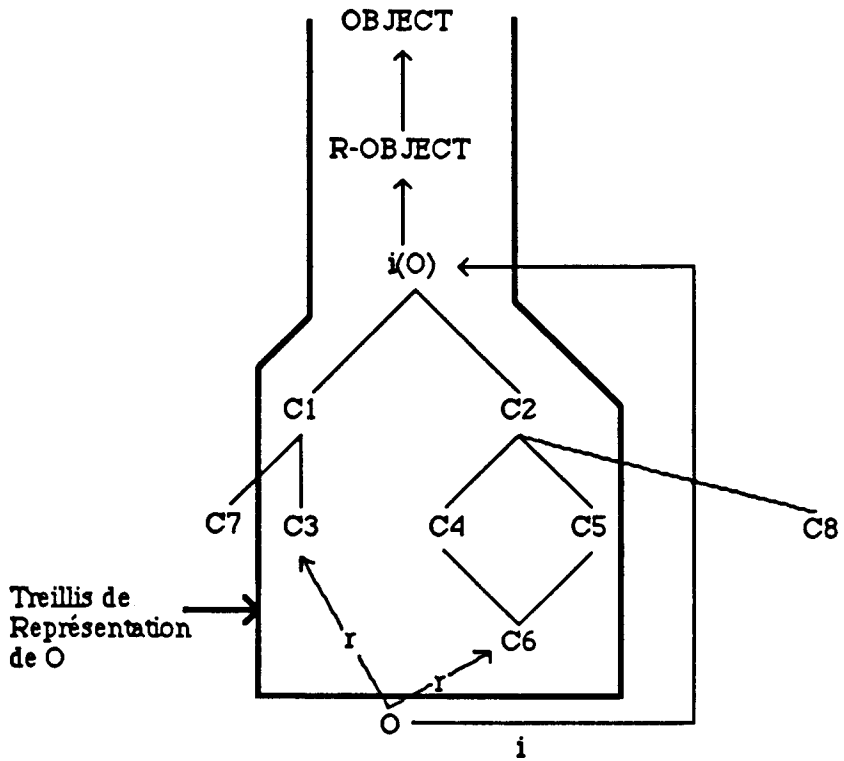 OBJECT
R-OBJECT
i(O)
C1
C2
C7
C3
C4
C5
C8
Treillis de
Représentation
de O
r
C6
r
O
i